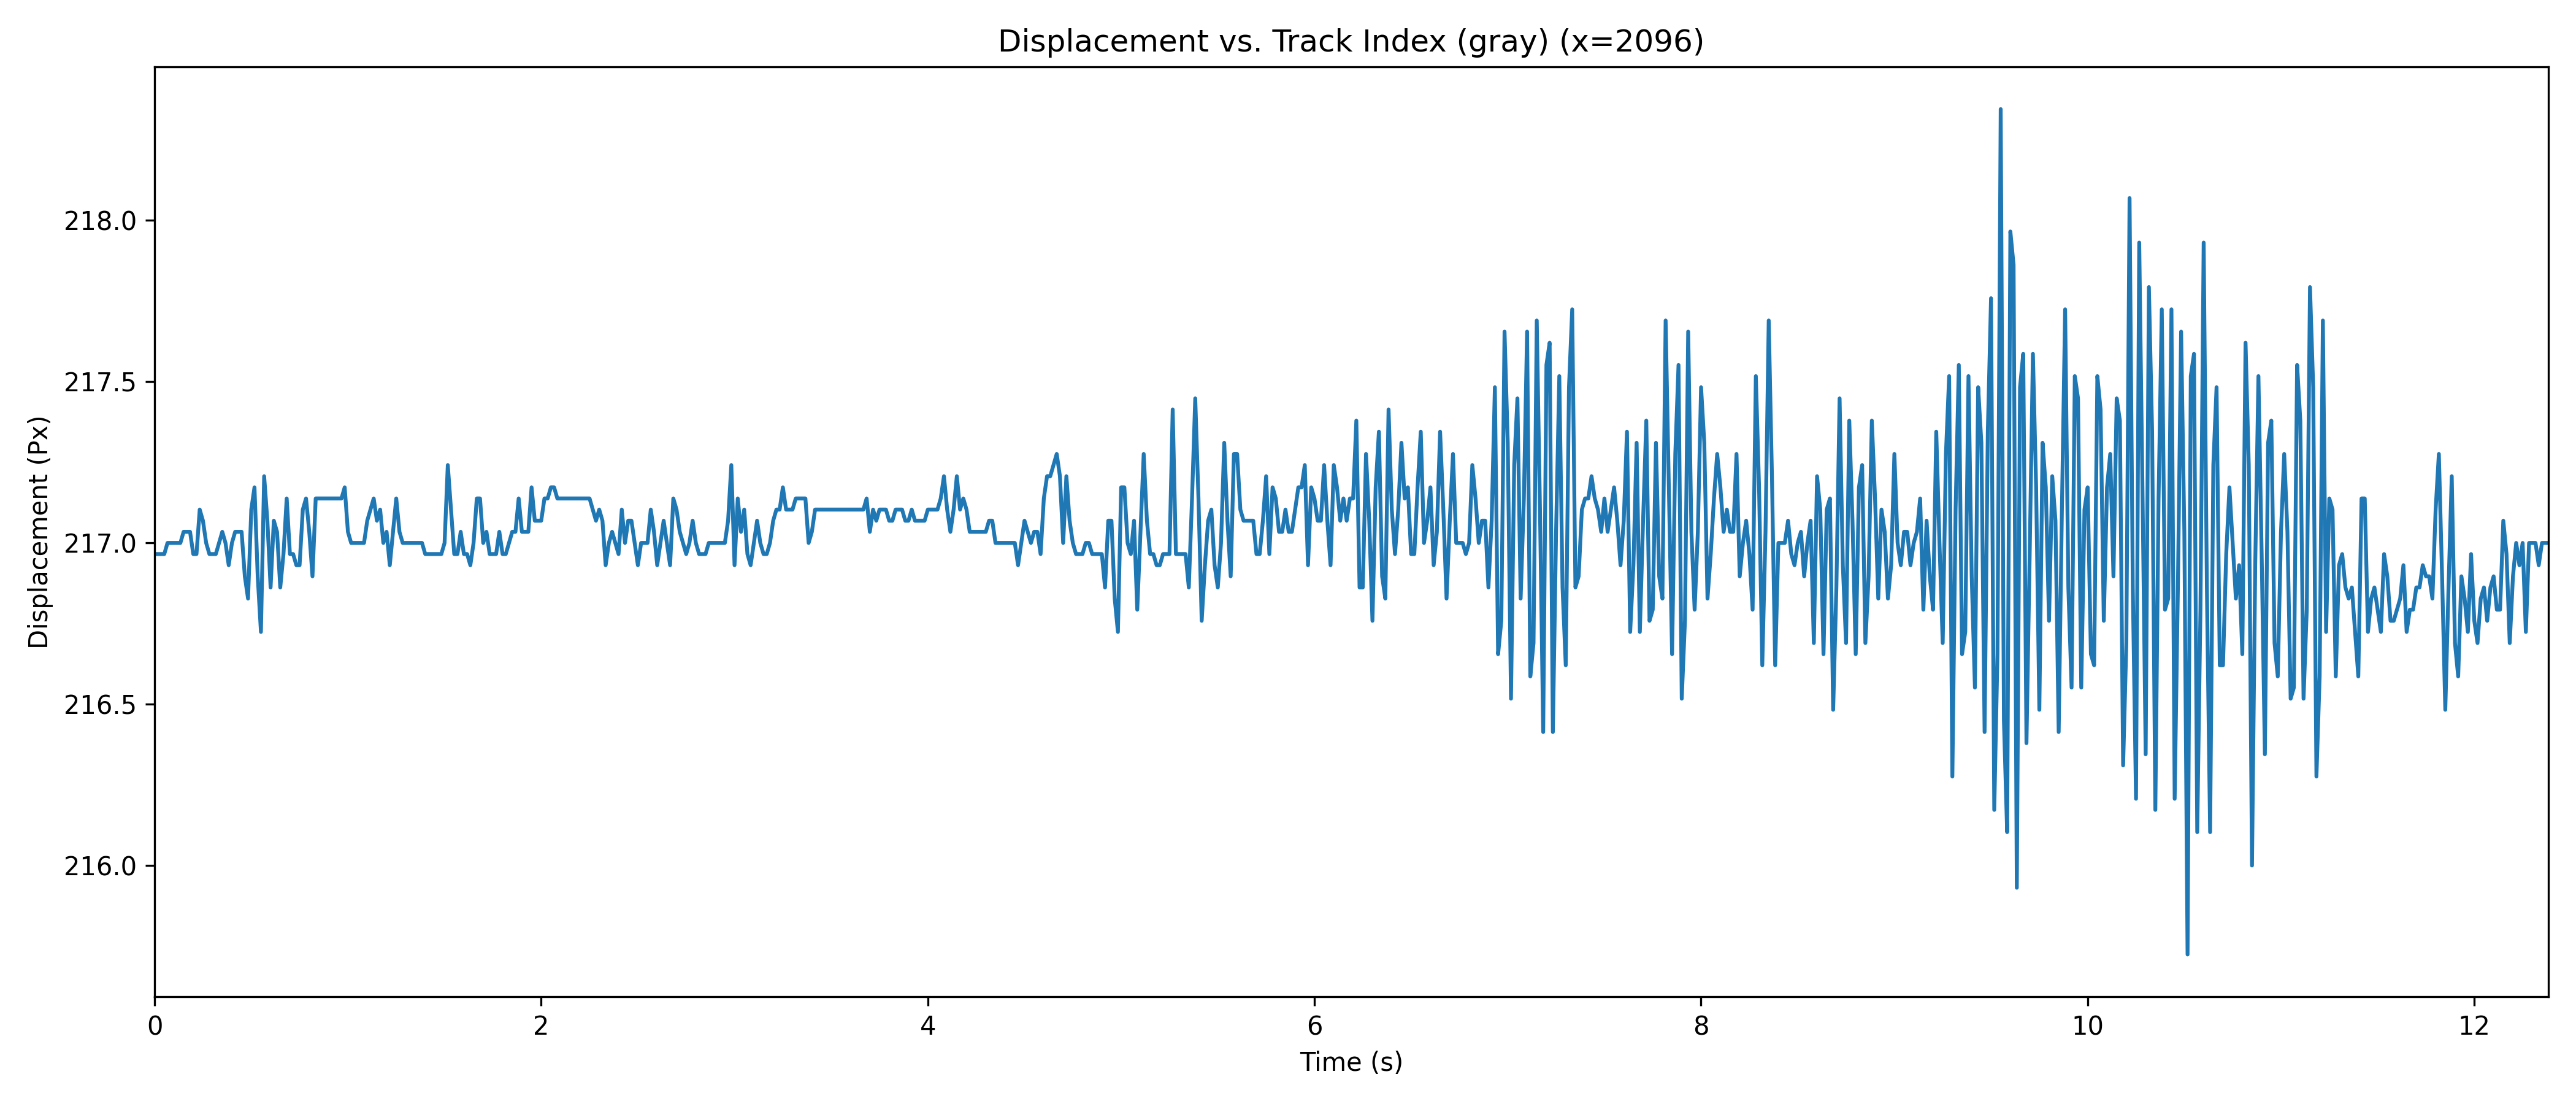 Displacement vs. Track Index (gray) (x=2096)
Displacement (Px)
218.0
217.5
217.0
216.5
216.0
0 2 4 6 8 10 12
Time (s)